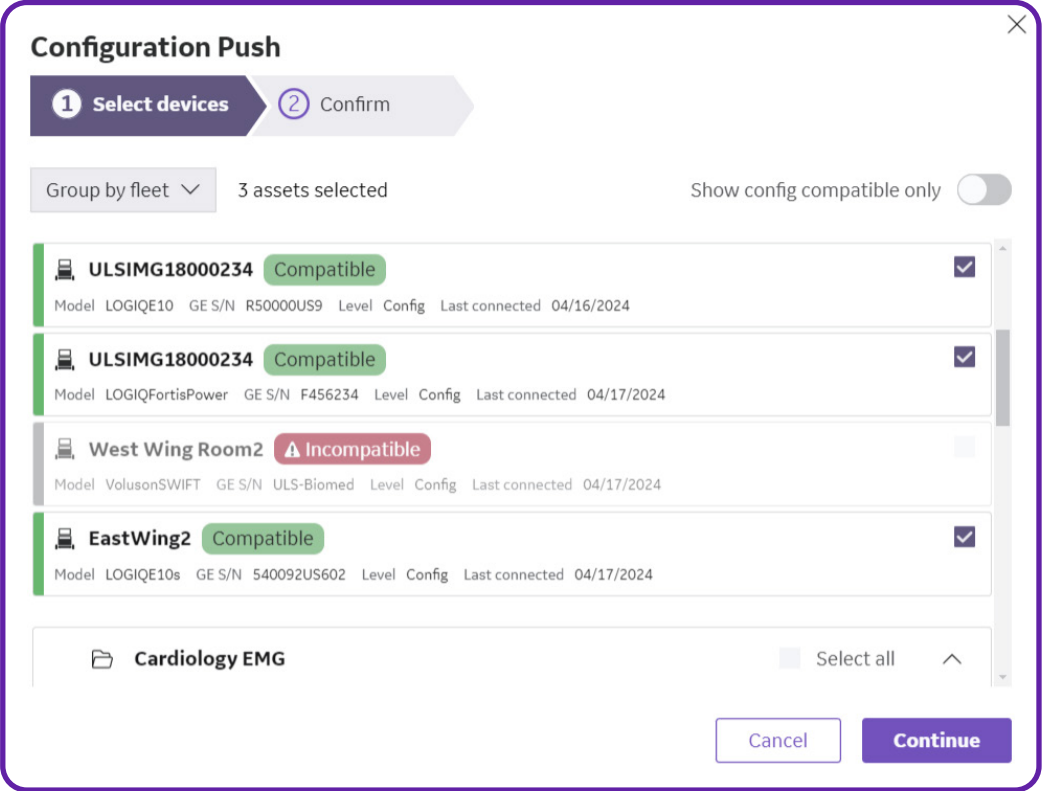 Configuration Push
1 Select devices 2 Confirm
Group by fleet 3 assets selected Show config compatible only
ULSIMG18000234 Compatible
Model LOGIQE10 GE S/N R50000US9 Level Config Last connected 04/16/2024
ULSIMG18000234 Compatible
Model LOGIQFortisPower GE S/N F456234 Level Config Last connected 04/17/2024
West Wing Room2 Incompatible
Model VolusonSWIFT GE S/N ULS-Biomed Level Config Last connected 04/17/2024
EastWing2 Compatible
Model LOGIQE10s GE S/N 540092US602 Level Config Last connected 04/17/2024
Cardiology EMG Select all
Cancel Continue